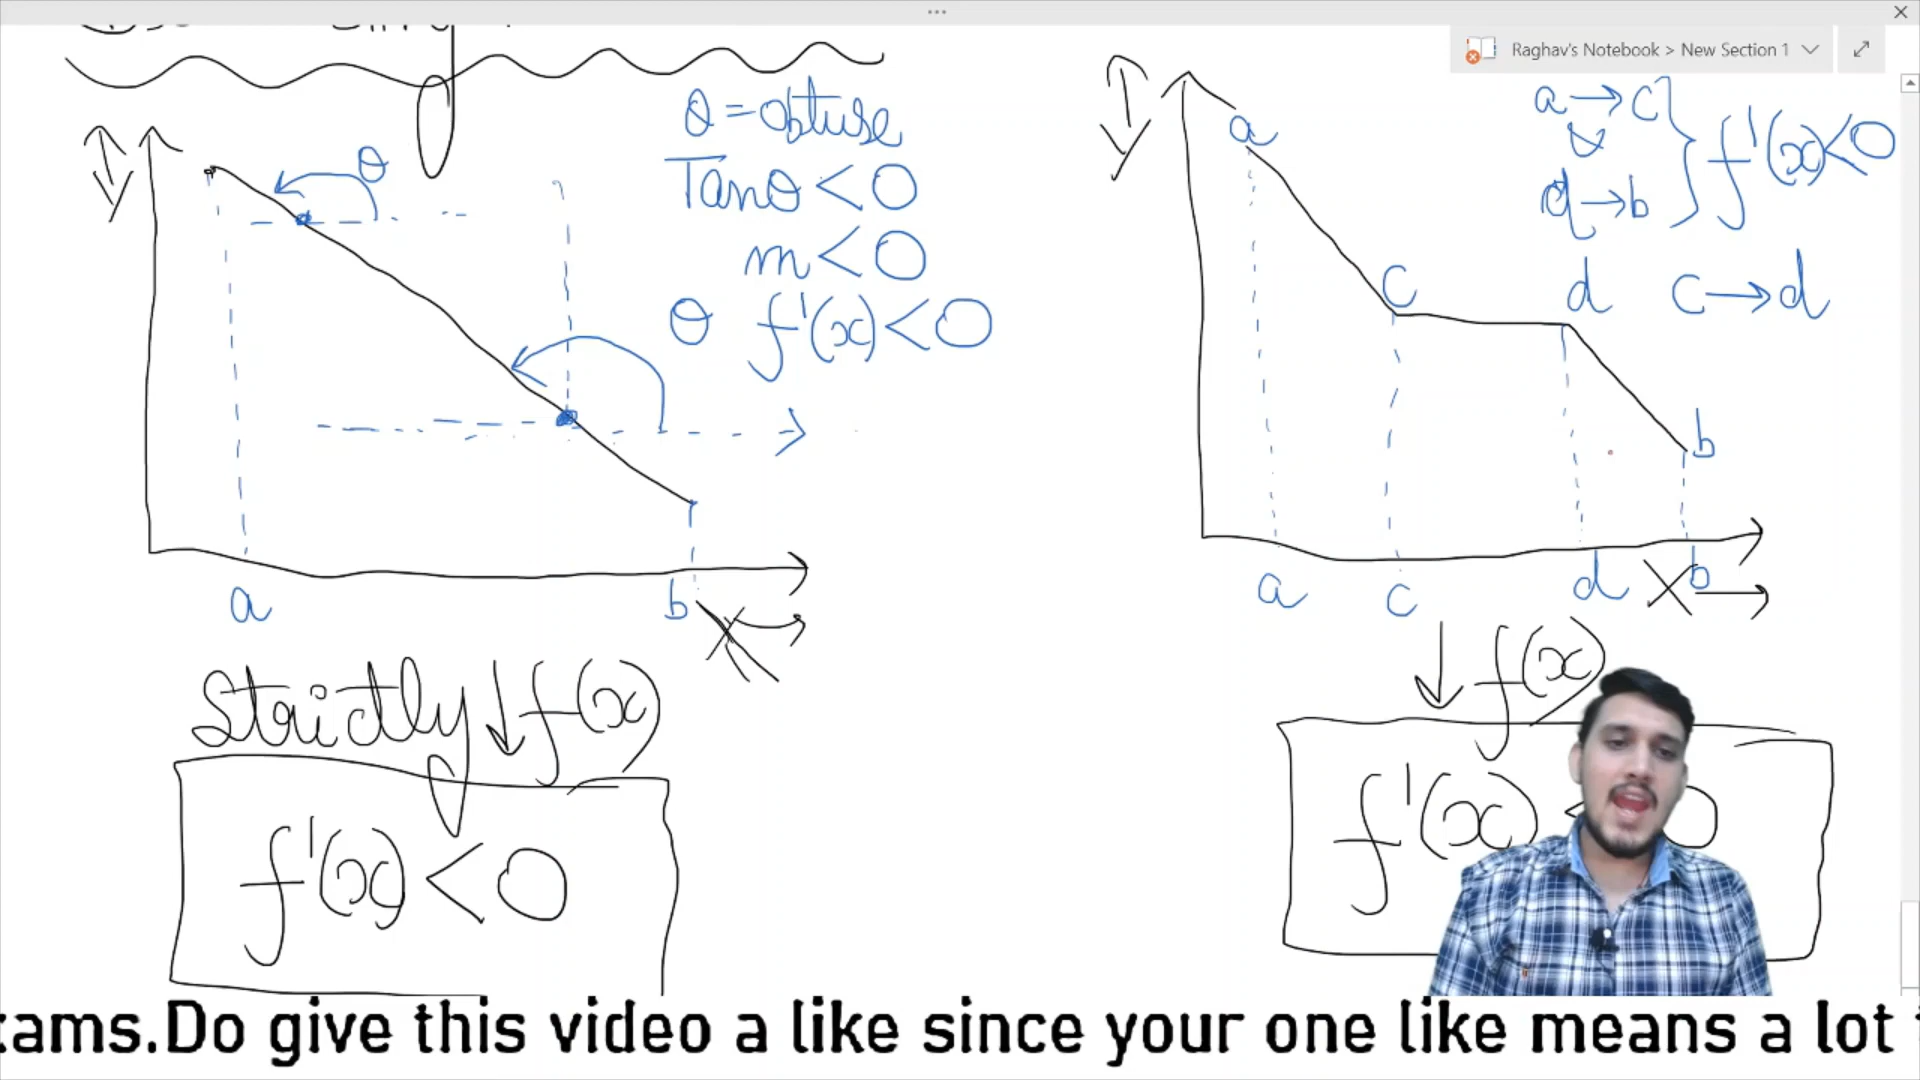 Raghav's Notebook > New Section 1
θ
θ = obtuse
Tanθ < 0
m < 0
θ f'(x) < 0
y
a
b
X
Strictly ↓ f(x)
f'(x) < 0
y
a
c
d
b
a → c
d → b
} f'(x) < 0
c → d
a
c
d
b
X
↓ f(x)
f'(x) 0
xams.Do give this video a like since your one like means a lot